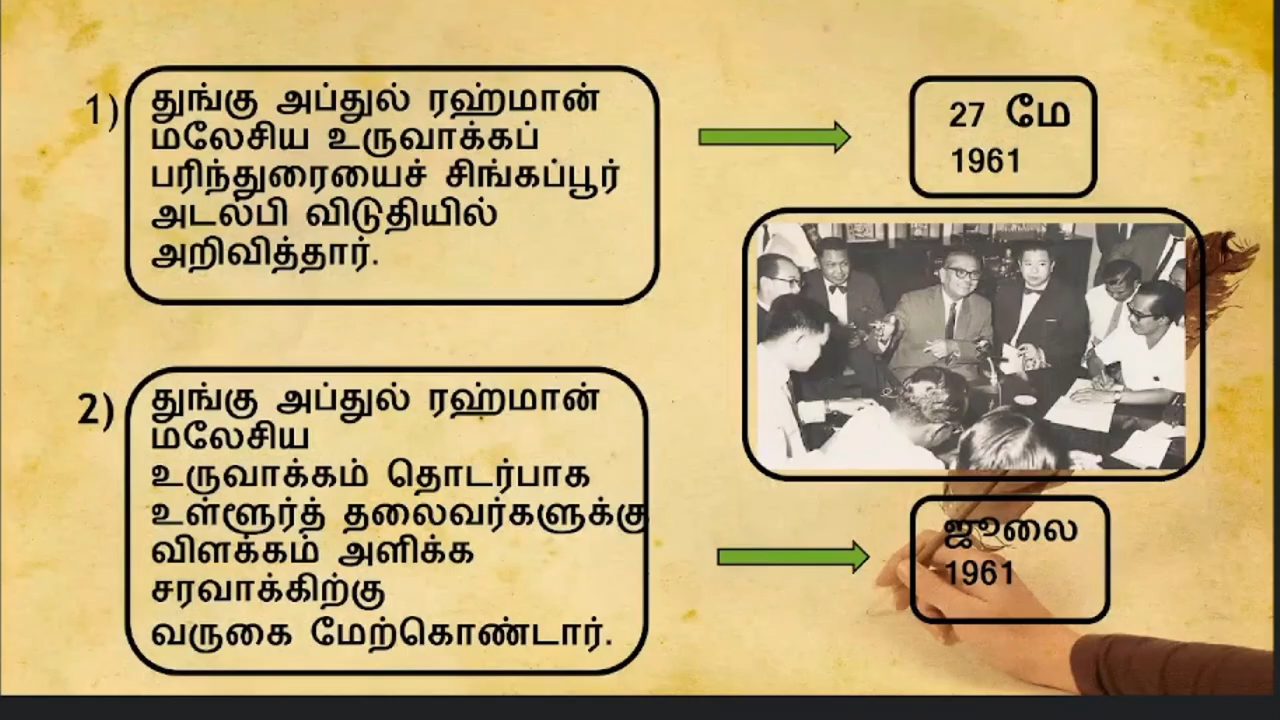 1)
துங்கு அப்துல் ரஹ்மான்
மலேசிய உருவாக்கப்
பரிந்துரையைச் சிங்கப்பூர்
அடல்பி விடுதியில்
அறிவித்தார்.
27 மே
1961
2)
துங்கு அப்துல் ரஹ்மான்
மலேசிய
உருவாக்கம் தொடர்பாக
உள்ளூர்த் தலைவர்களுக்கு
விளக்கம் அளிக்க
சரவாக்கிற்கு
வருகை மேற்கொண்டார்.
ஜூலை
1961